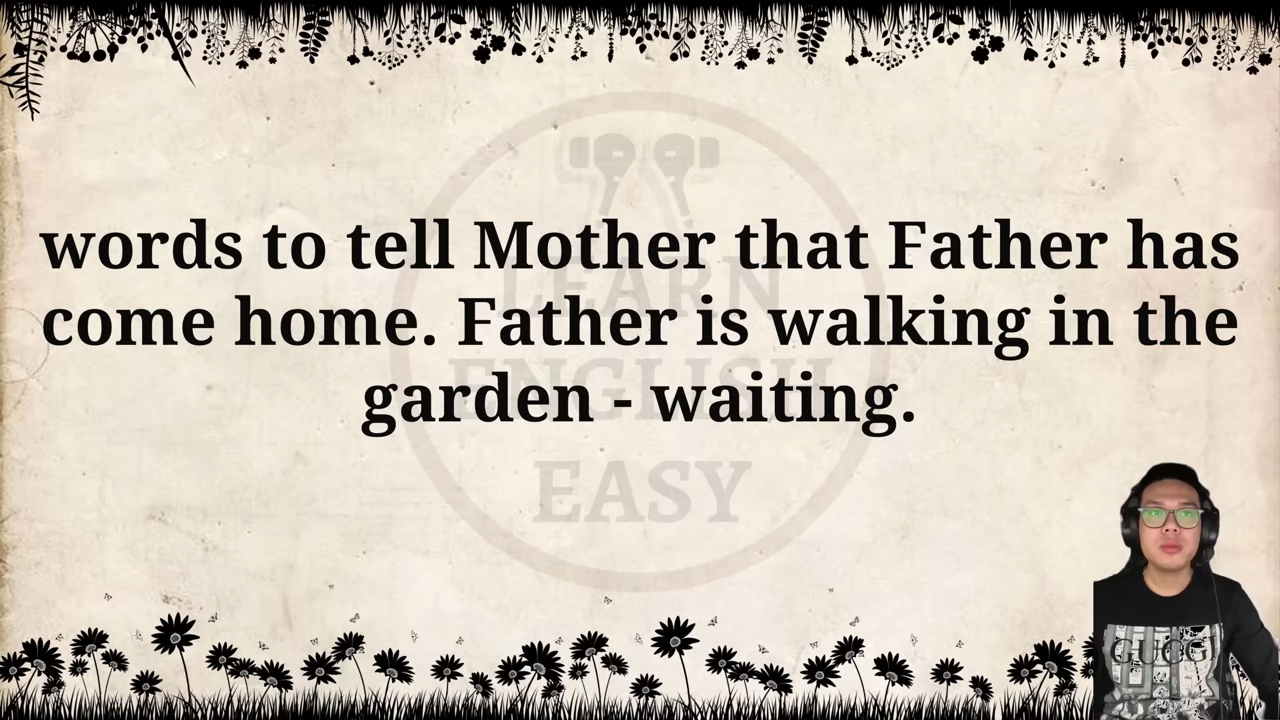 words to tell Mother that Father has
come home. Father is walking in the
garden - waiting.
LEARN
ENGLISH
EASY
GUCCI